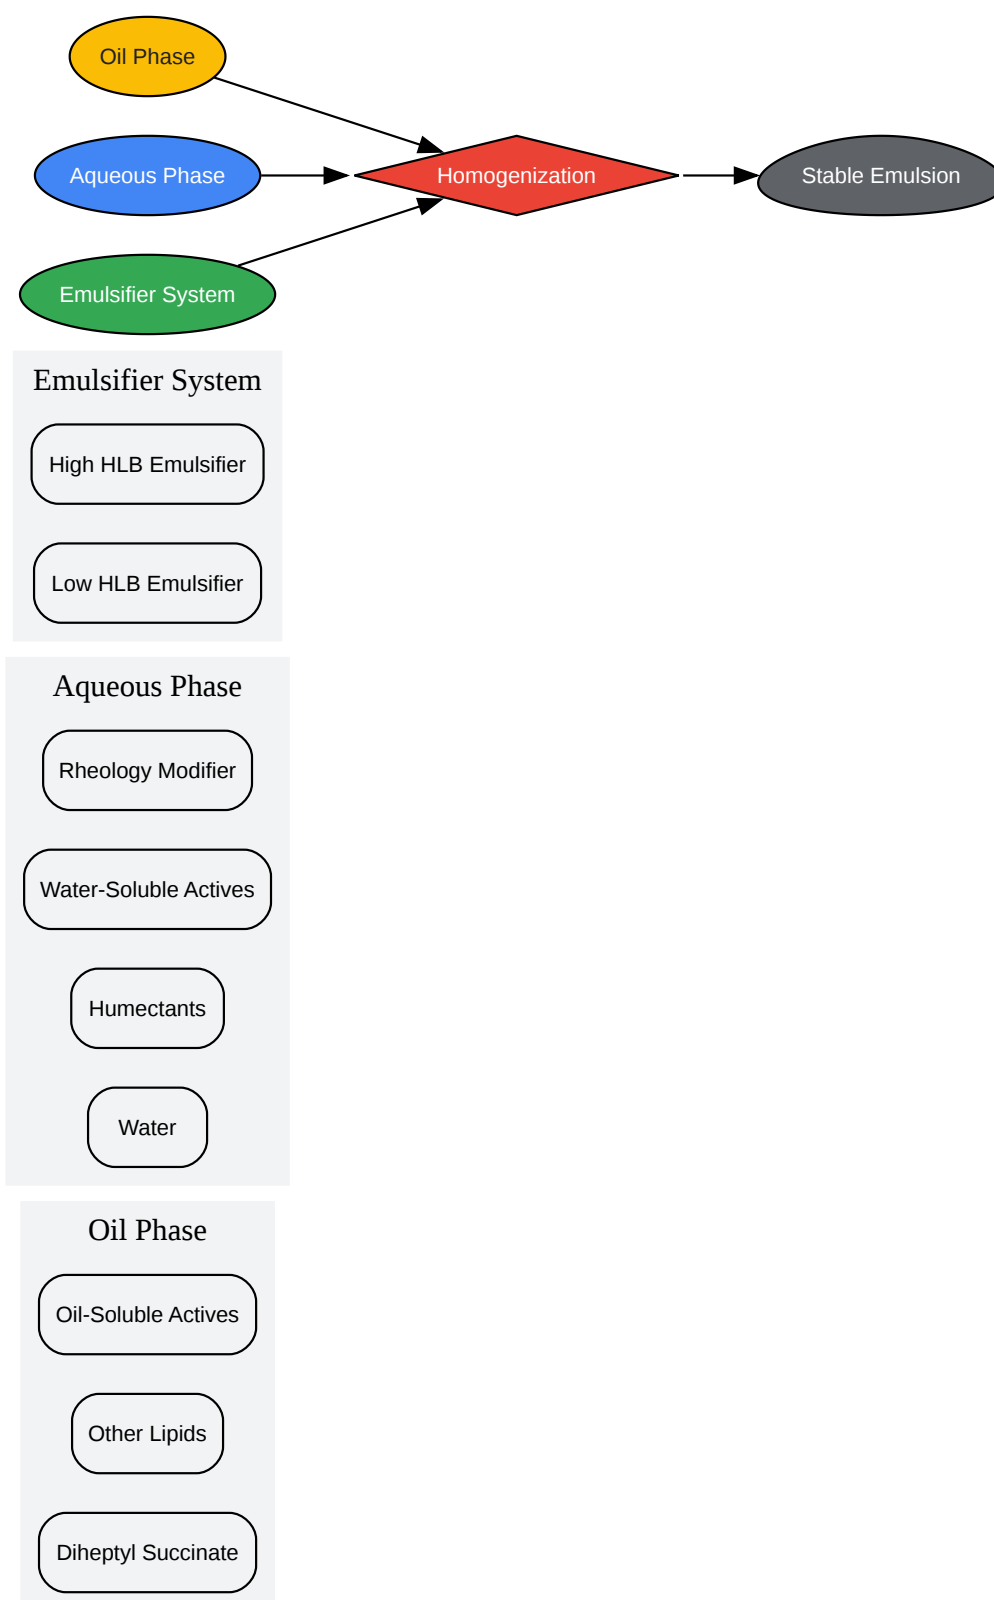 Oil Phase
Aqueous Phase
Homogenization
Stable Emulsion
Emulsifier System
Emulsifier System
High HLB Emulsifier
Low HLB Emulsifier
Aqueous Phase
Rheology Modifier
Water-Soluble Actives
Humectants
Water
Oil Phase
Oil-Soluble Actives
Other Lipids
Diheptyl Succinate